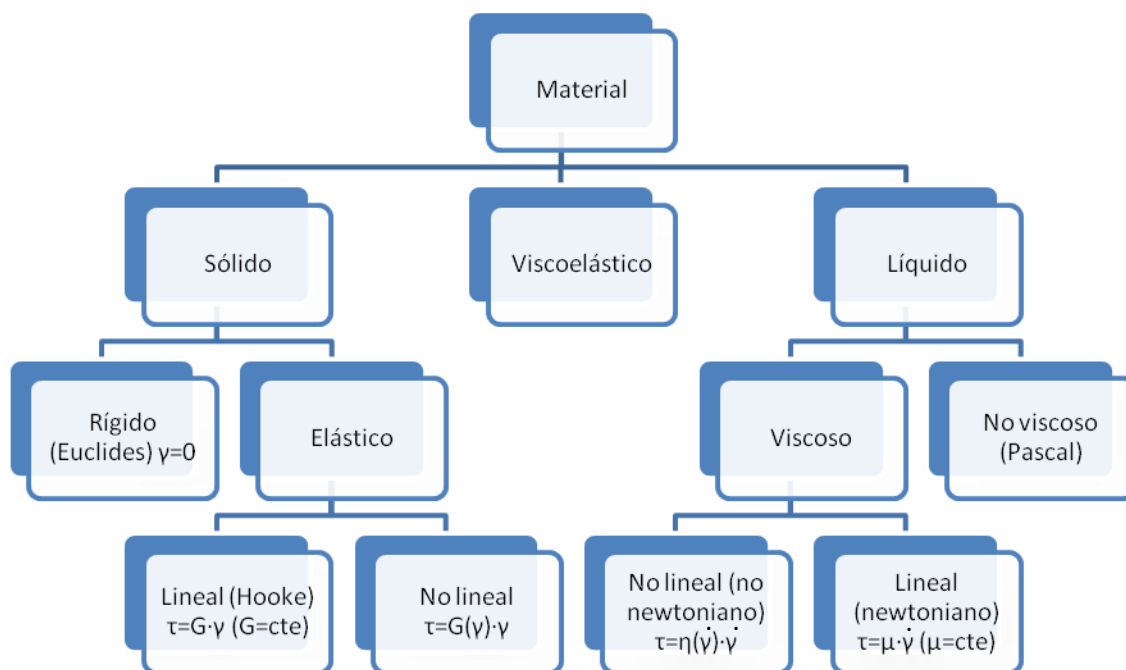 Material
Sólido
Viscoelástico
Líquido
Rígido
(Euclides) γ=0
Elástico
Viscoso
No viscoso
(Pascal)
Lineal (Hooke)
τ=G·γ (G=cte)
No lineal
τ=G(γ)·γ
No lineal (no
newtoniano)
τ=η(γ̇)·γ̇
Lineal
(newtoniano)
τ=μ·γ̇ (μ=cte)